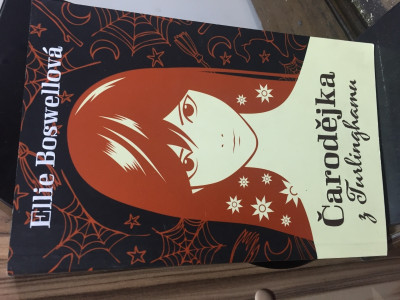 Ellie Boswellová
Čarodějka
z Turlinghamu